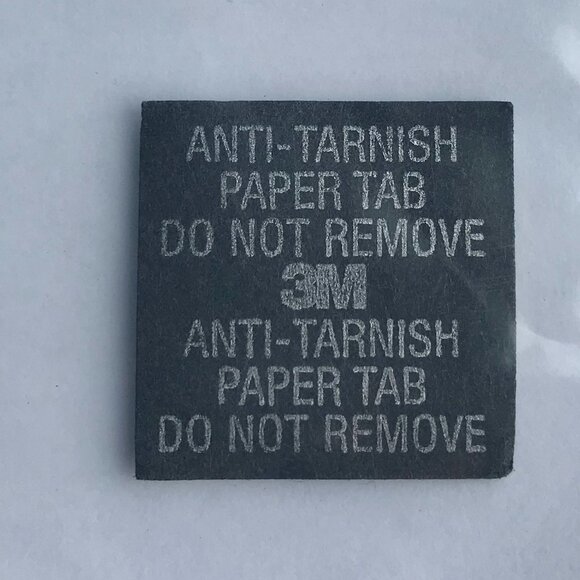 ANTI-TARNISH
PAPER TAB
DO NOT REMOVE
3M
ANTI-TARNISH
PAPER TAB
DO NOT REMOVE